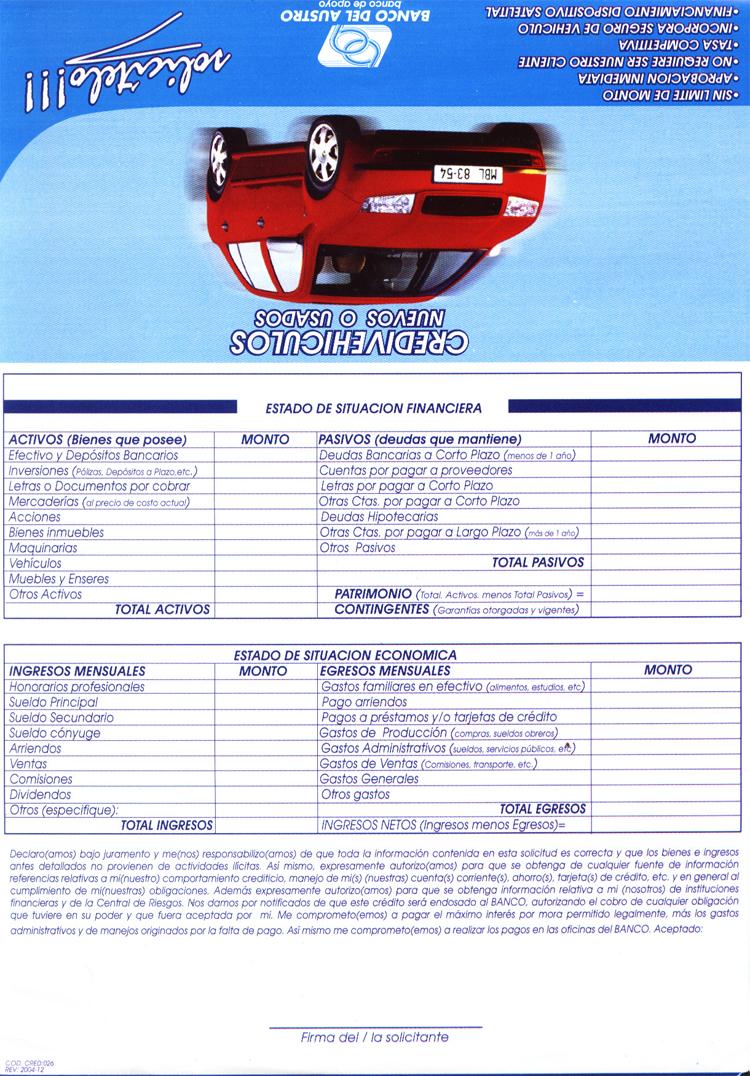 CREDIVEHICULOS
NUEVOS O USADOS
MBL 83-54
•SIN LIMITE DE MONTO
•APROBACION INMEDIATA
•NO REQUIERE SER NUESTRO CLIENTE
•TASA COMPETITIVA
•INCORPORA SEGURO DE VEHICULO
•FINANCIAMIENTO DISPOSITIVO SATELITAL
solicítelo!!!
BANCO DEL AUSTRO
banco de apoyo
ESTADO DE SITUACION FINANCIERA
ACTIVOS (Bienes que posee) MONTO PASIVOS (deudas que mantiene) MONTO
Efectivo y Depósitos Bancarios Deudas Bancarias a Corto Plazo (menos de 1 año)
Inversiones (Pólizas, Depósitos a Plazo,etc.) Cuentas por pagar a proveedores
Letras o Documentos por cobrar Letras por pagar a Corto Plazo
Mercaderías (al precio de costo actual) Otras Ctas. por pagar a Corto Plazo
Acciones Deudas Hipotecarias
Bienes inmuebles Otras Ctas. por pagar a Largo Plazo (más de 1 año)
Maquinarias Otros Pasivos
Vehículos TOTAL PASIVOS
Muebles y Enseres
Otros Activos PATRIMONIO (Total. Activos. menos Total Pasivos) =
TOTAL ACTIVOS CONTINGENTES (Garantías otorgadas y vigentes)
ESTADO DE SITUACION ECONOMICA
INGRESOS MENSUALES MONTO EGRESOS MENSUALES MONTO
Honorarios profesionales Gastos familiares en efectivo (alimentos, estudios, etc)
Sueldo Principal Pago arriendos
Sueldo Secundario Pagos a préstamos y/o tarjetas de crédito
Sueldo cónyuge Gastos de Producción (compras, sueldos obreros)
Arriendos Gastos Administrativos (sueldos, servicios públicos, etc)
Ventas Gastos de Ventas (Comisiones, transporte, etc.)
Comisiones Gastos Generales
Dividendos Otros gastos
Otros (especifique): TOTAL EGRESOS
TOTAL INGRESOS INGRESOS NETOS (Ingresos menos Egresos)=
Declaro(amos) bajo juramento y me(nos) responsabilizo(amos) de que toda la información contenida en esta solicitud es correcta y que los bienes e ingresos
antes detallados no provienen de actividades ilícitas. Así mismo, expresamente autorizo(amos) para que se obtenga de cualquier fuente de información
referencias relativas a mi(nuestro) comportamiento crediticio, manejo de mi(s) (nuestras) cuenta(s) corriente(s), ahorro(s), tarjeta(s) de crédito, etc. y en general al
cumplimiento de mi(nuestras) obligaciones. Además expresamente autorizo(amos) para que se obtenga información relativa a mi (nosotros) de instituciones
financieras y de la Central de Riesgos. Nos damos por notificados de que este crédito será endosado al BANCO, autorizando el cobro de cualquier obligación
que tuviere en su poder y que fuera aceptada por mi. Me comprometo(emos) a pagar el máximo interés por mora permitido legalmente, más los gastos
administrativos y de manejos originados por la falta de pago. Así mismo me comprometo(emos) a realizar los pagos en las oficinas del BANCO. Aceptado:
Firma del / la solicitante
COD. CRED:026
REV. 2004-12